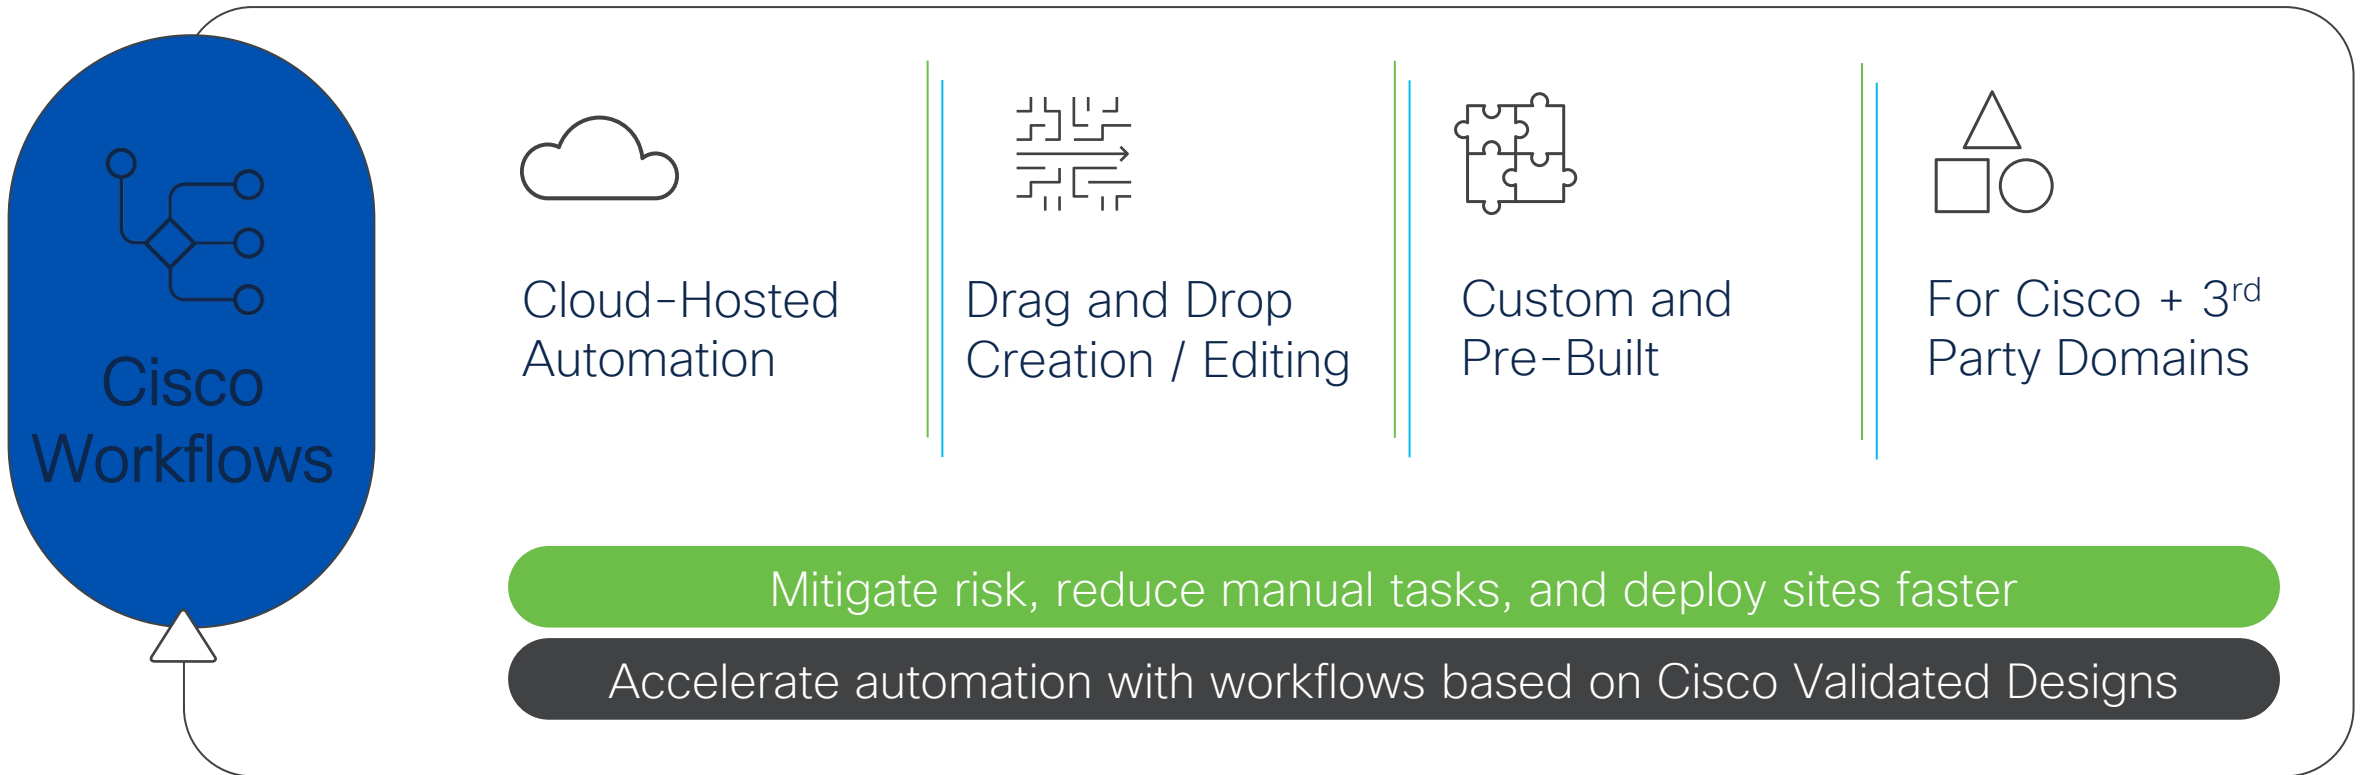 Cisco
Workflows
Cloud-Hosted
Automation
Drag and Drop
Creation / Editing
Custom and
Pre-Built
For Cisco + 3rd
Party Domains
Mitigate risk, reduce manual tasks, and deploy sites faster
Accelerate automation with workflows based on Cisco Validated Designs